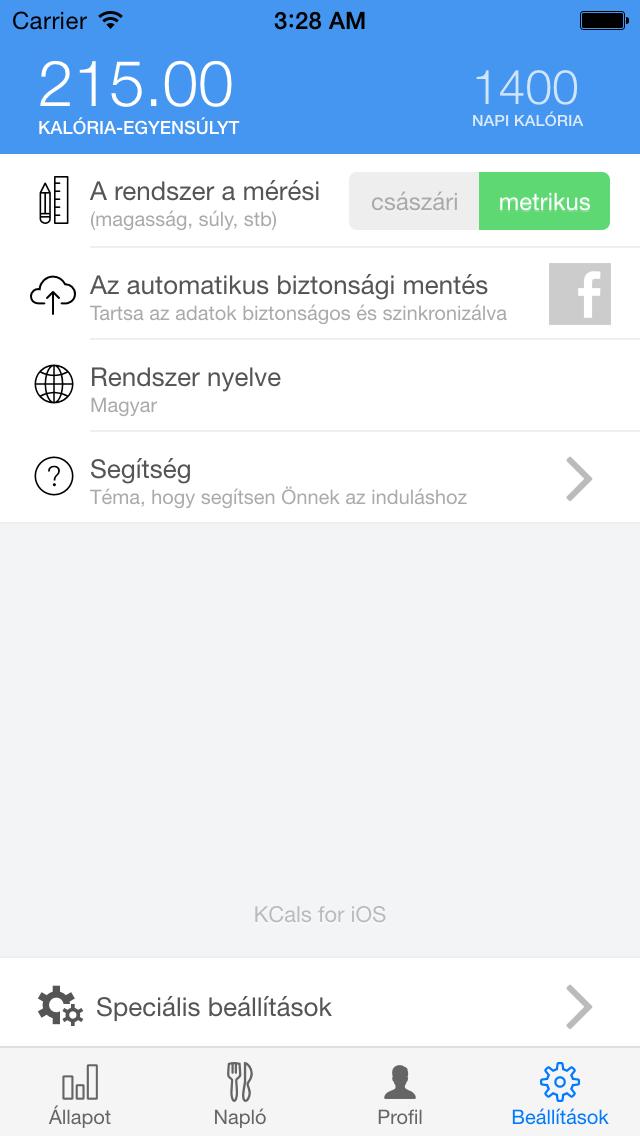 Carrier 3:28 AM
215.00 1400
KALÓRIA-EGYENSÚLYT NAPI KALÓRIA
A rendszer a mérési császári metrikus
(magasság, súly, stb)
Az automatikus biztonsági mentés
Tartsa az adatok biztonságos és szinkronizálva
Rendszer nyelve
Magyar
Segítség
Téma, hogy segítsen Önnek az induláshoz
KCals for iOS
Speciális beállítások
Állapot Napló Profil Beállítások